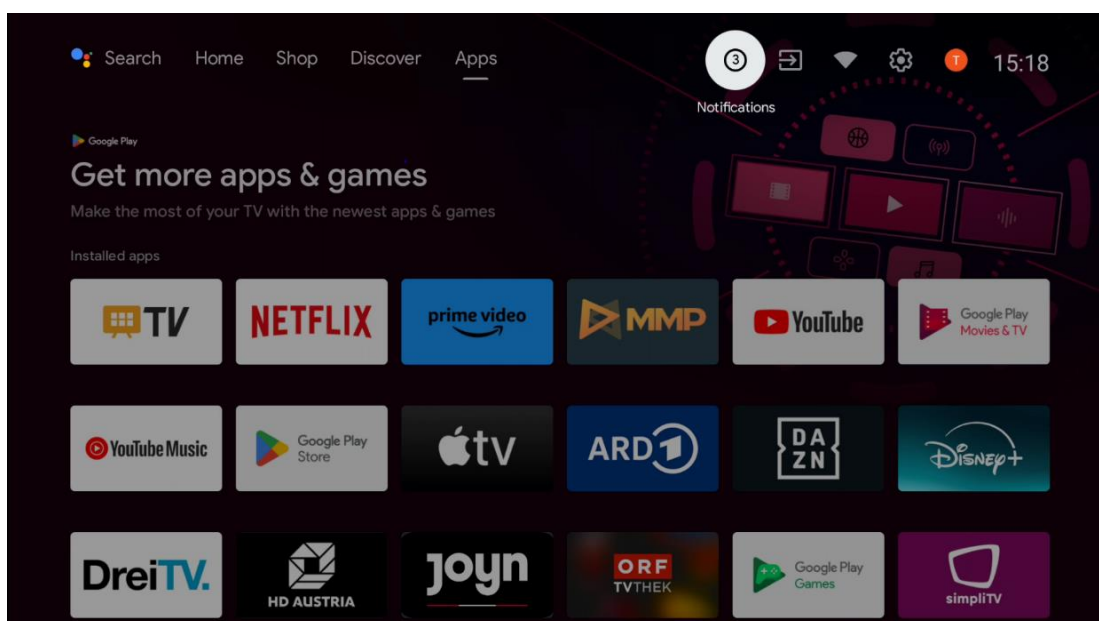 Search Home Shop Discover Apps 3 T 15:18
Notifications
Google Play
Get more apps & games
Make the most of your TV with the newest apps & games
Installed apps
TV NETFLIX prime video MMP YouTube Google Play
Movies & TV
YouTube Music Google Play
Store tv ARD 1 DA
ZN Disney+
DreiTV. HD AUSTRIA joyn ORF
TVTHEK Google Play
Games simpliTV